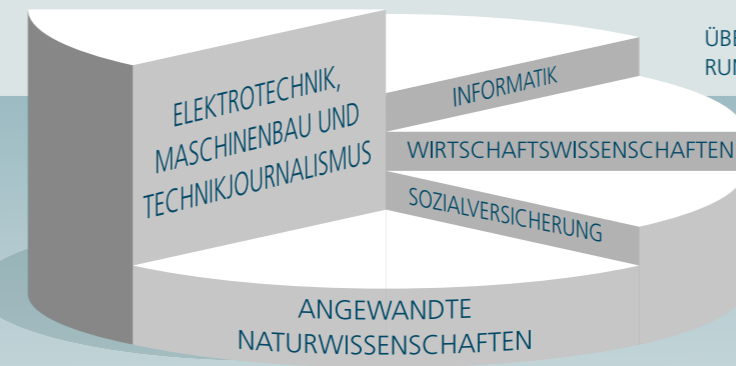 ELEKTROTECHNIK,
MASCHINENBAU UND
TECHNIKJOURNALISMUS
INFORMATIK
WIRTSCHAFTSWISSENSCHAFTEN
SOZIALVERSICHERUNG
ANGEWANDTE
NATURWISSENSCHAFTEN